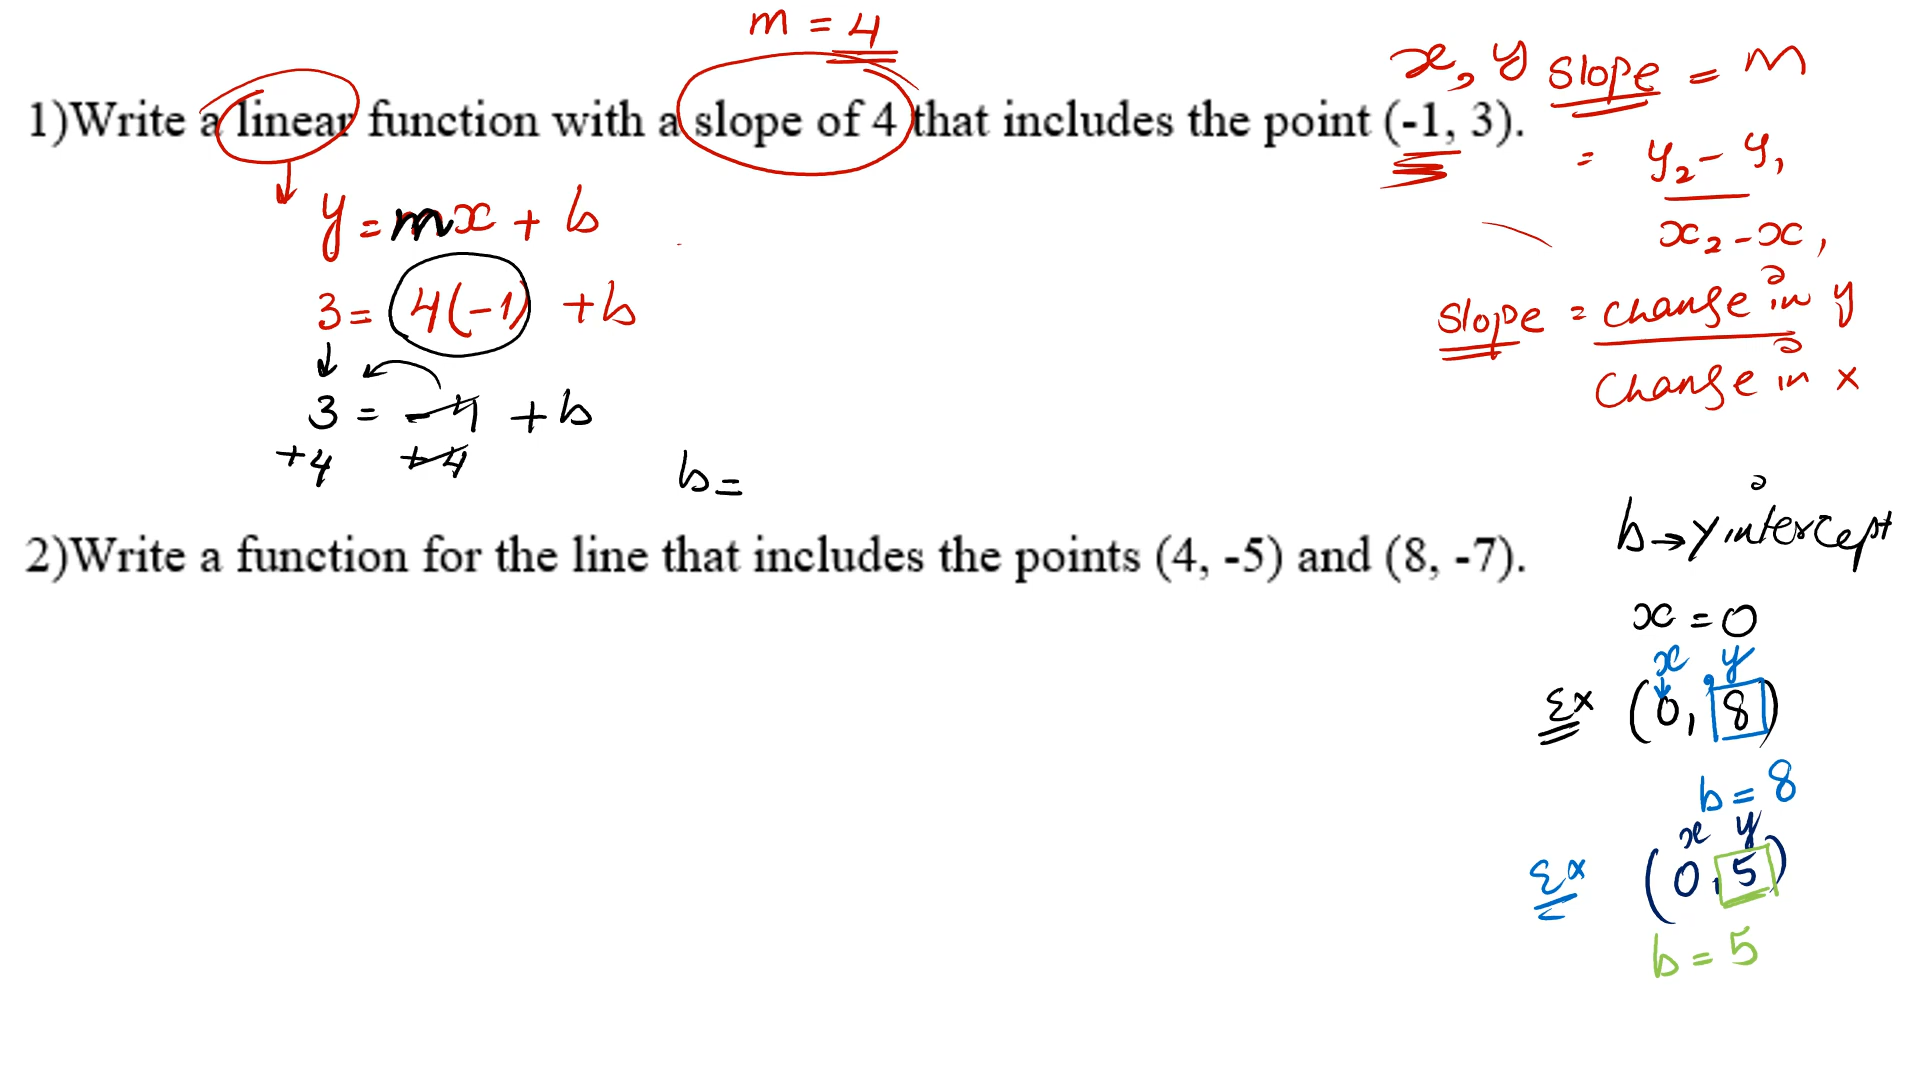 m = 4
x, y
slope = m
1)Write a linear function with a slope of 4 that includes the point (-1, 3).
= y₂ - y₁
x₂ - x₁
y = mx + b
3 = 4(-1) + b
slope = change in y
change in x
3 = -4 + b
+4 +4
b =
b → y intercept
2)Write a function for the line that includes the points (4, -5) and (8, -7).
x = 0
x y
Ex (0, 8)
b = 8
x y
Ex (0, 5)
b = 5